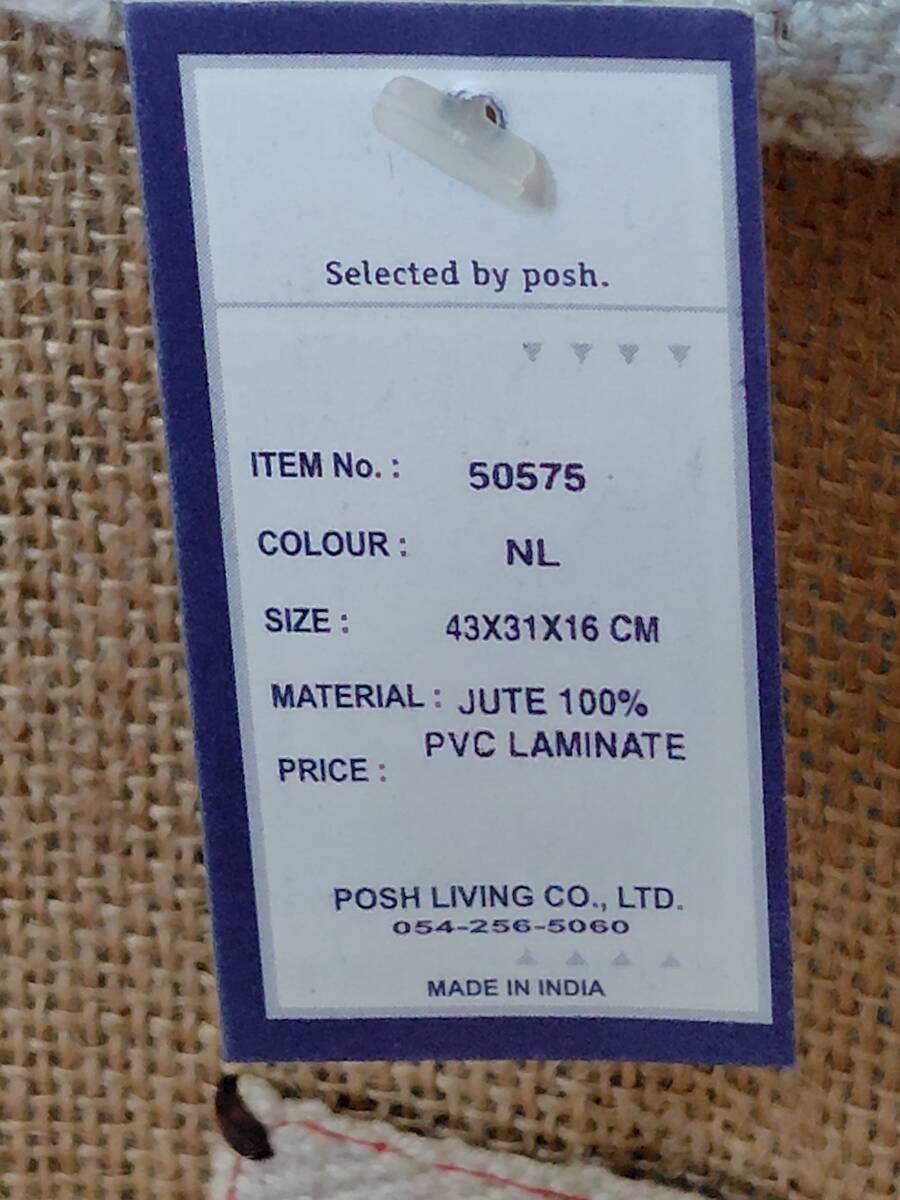 Selected by posh.
ITEM No. : 50575
COLOUR : NL
SIZE : 43X31X16 CM
MATERIAL : JUTE 100%
PVC LAMINATE
PRICE :
POSH LIVING CO., LTD.
054-256-5060
MADE IN INDIA